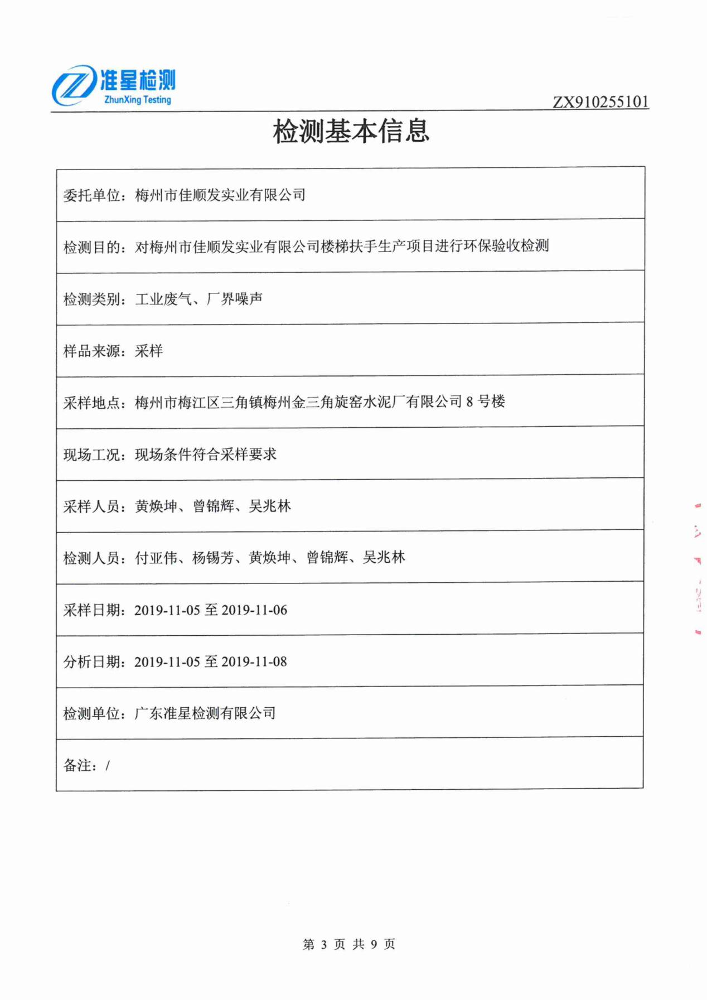 准星检测
ZhunXing Testing
ZX910255101
检测基本信息
委托单位：梅州市佳顺发实业有限公司
检测目的：对梅州市佳顺发实业有限公司楼梯扶手生产项目进行环保验收检测
检测类别：工业废气、厂界噪声
样品来源：采样
采样地点：梅州市梅江区三角镇梅州金三角旋窑水泥厂有限公司 8 号楼
现场工况：现场条件符合采样要求
采样人员：黄焕坤、曾锦辉、吴兆林
检测人员：付亚伟、杨锡芳、黄焕坤、曾锦辉、吴兆林
采样日期：2019-11-05 至 2019-11-06
分析日期：2019-11-05 至 2019-11-08
检测单位：广东准星检测有限公司
备注：/
第 3 页 共 9 页